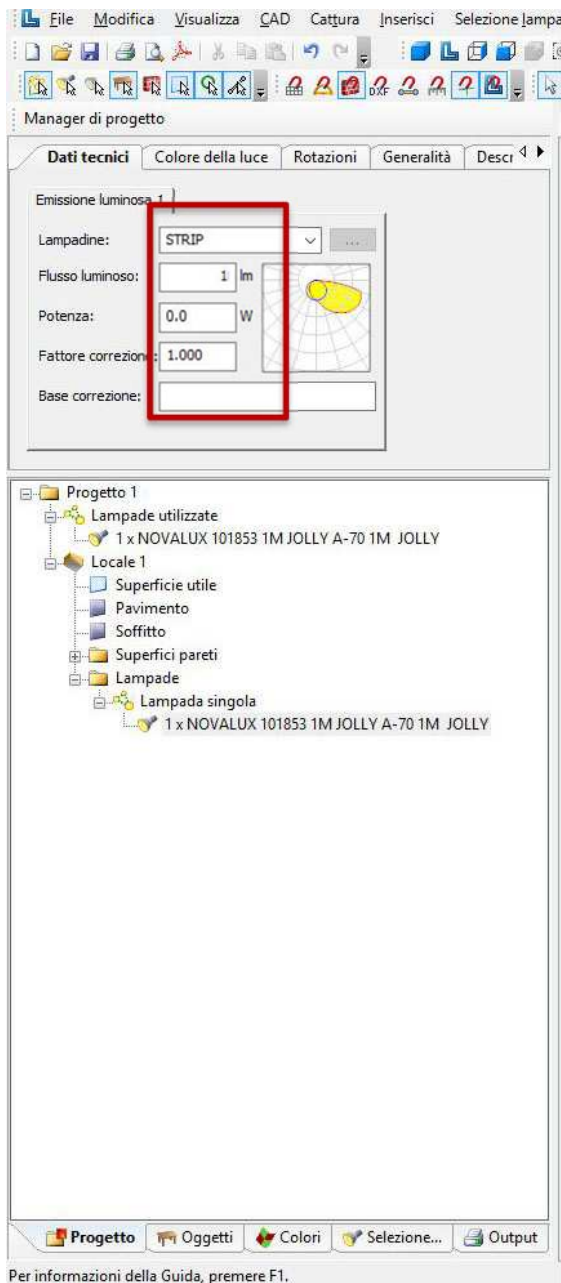 File Modifica Visualizza CAD Cattura Inserisci Selezione lampa
DXF
Manager di progetto
Dati tecnici Colore della luce Rotazioni Generalità Descr
Emissione luminosa 1
Lampadine: STRIP ...
Flusso luminoso: 1 lm
Potenza: 0.0 W
Fattore correzione: 1.000
Base correzione:
Progetto 1
Lampade utilizzate
1 x NOVALUX 101853 1M JOLLY A-70 1M JOLLY
Locale 1
Superficie utile
Pavimento
Soffitto
Superfici pareti
Lampade
Lampada singola
1 x NOVALUX 101853 1M JOLLY A-70 1M JOLLY
Progetto Oggetti Colori Selezione... Output
Per informazioni della Guida, premere F1.